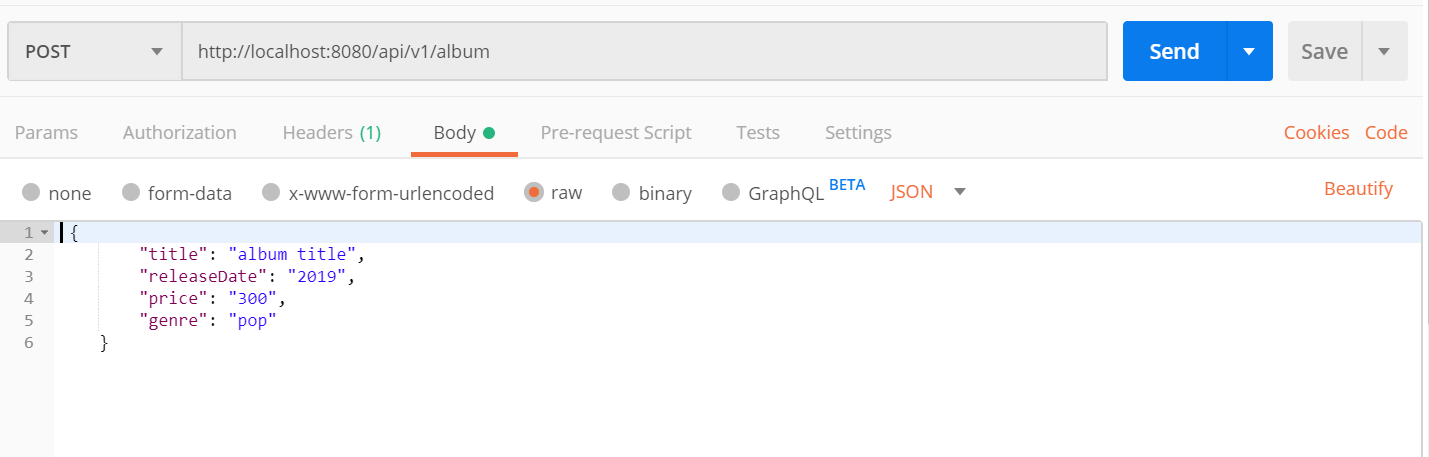 POST http://localhost:8080/api/v1/album Send Save
Params Authorization Headers (1) Body Pre-request Script Tests Settings Cookies Code
none form-data x-www-form-urlencoded raw binary GraphQL BETA JSON Beautify
1 {
2 "title": "album title",
3 "releaseDate": "2019",
4 "price": "300",
5 "genre": "pop"
6 }